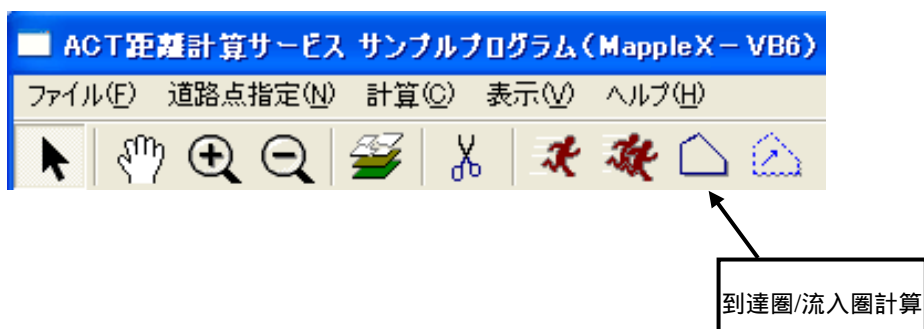 ACT距離計算サービス サンプルプログラム(MappleX－VB6)
ファイル(F) 道路点指定(N) 計算(C) 表示(V) ヘルプ(H)
到達圏/流入圏計算